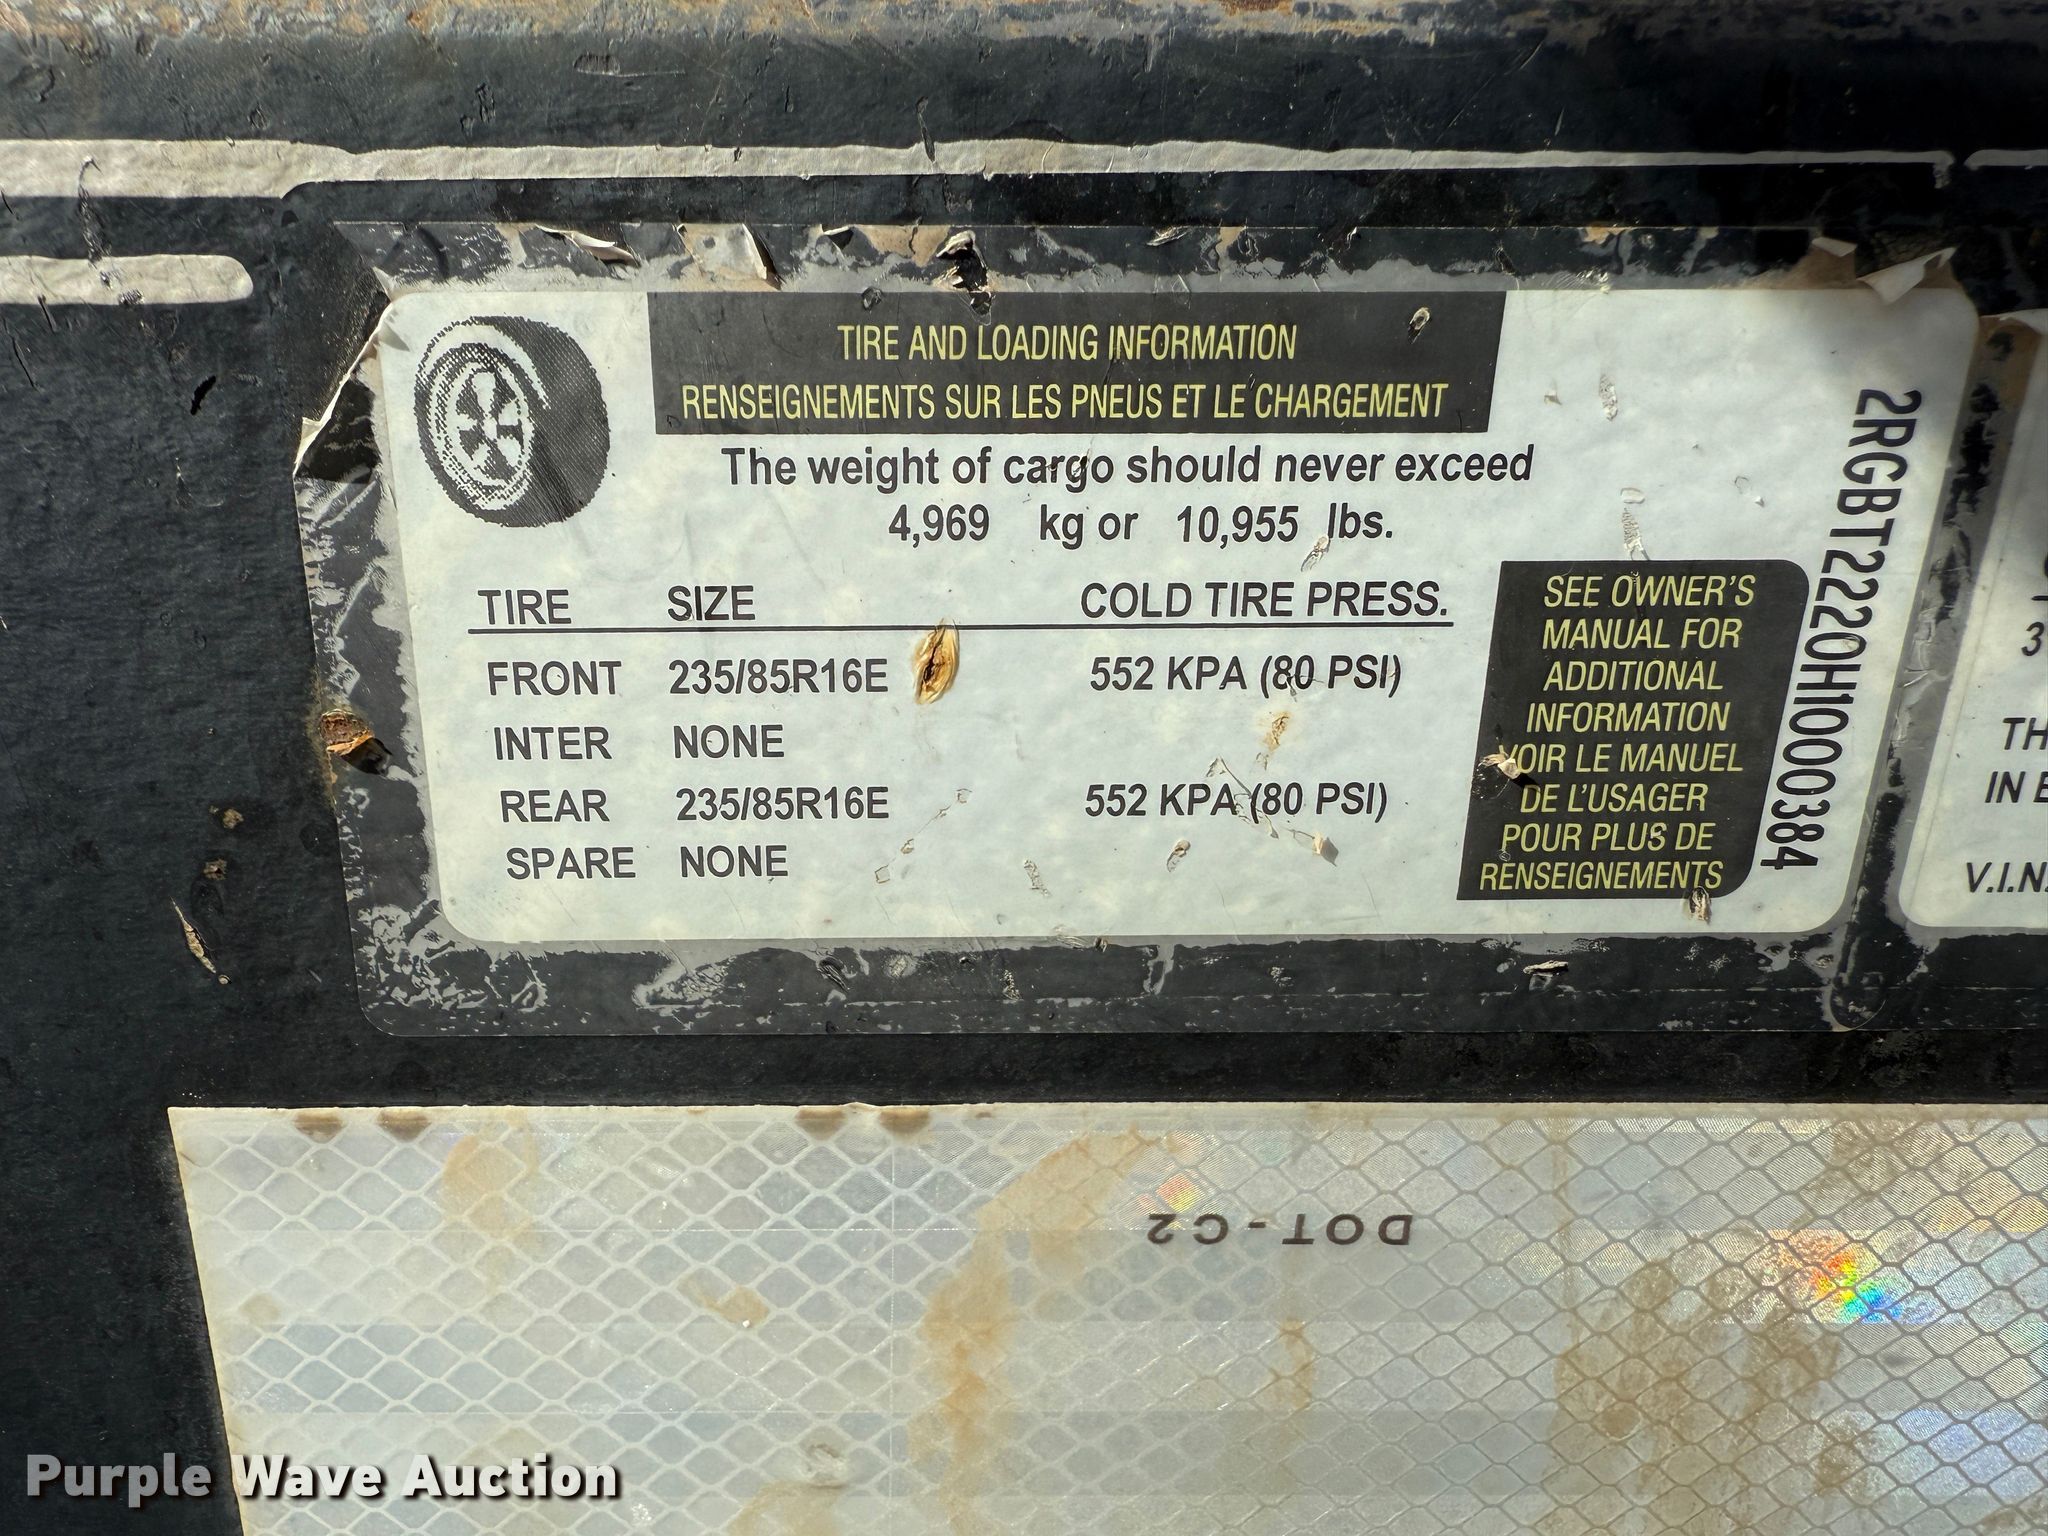 TIRE AND LOADING INFORMATION
RENSEIGNEMENTS SUR LES PNEUS ET LE CHARGEMENT
The weight of cargo should never exceed
4,969 kg or 10,955 lbs.
TIRE SIZE COLD TIRE PRESS.
FRONT 235/85R16E 552 KPA (80 PSI)
INTER NONE
REAR 235/85R16E 552 KPA (80 PSI)
SPARE NONE
SEE OWNER'S
MANUAL FOR
ADDITIONAL
INFORMATION
VOIR LE MANUEL
DE L'USAGER
POUR PLUS DE
RENSEIGNEMENTS
2RGBT2220H1000384
3
TH
IN E
V.I.N.
DOT-C2
Purple Wave Auction